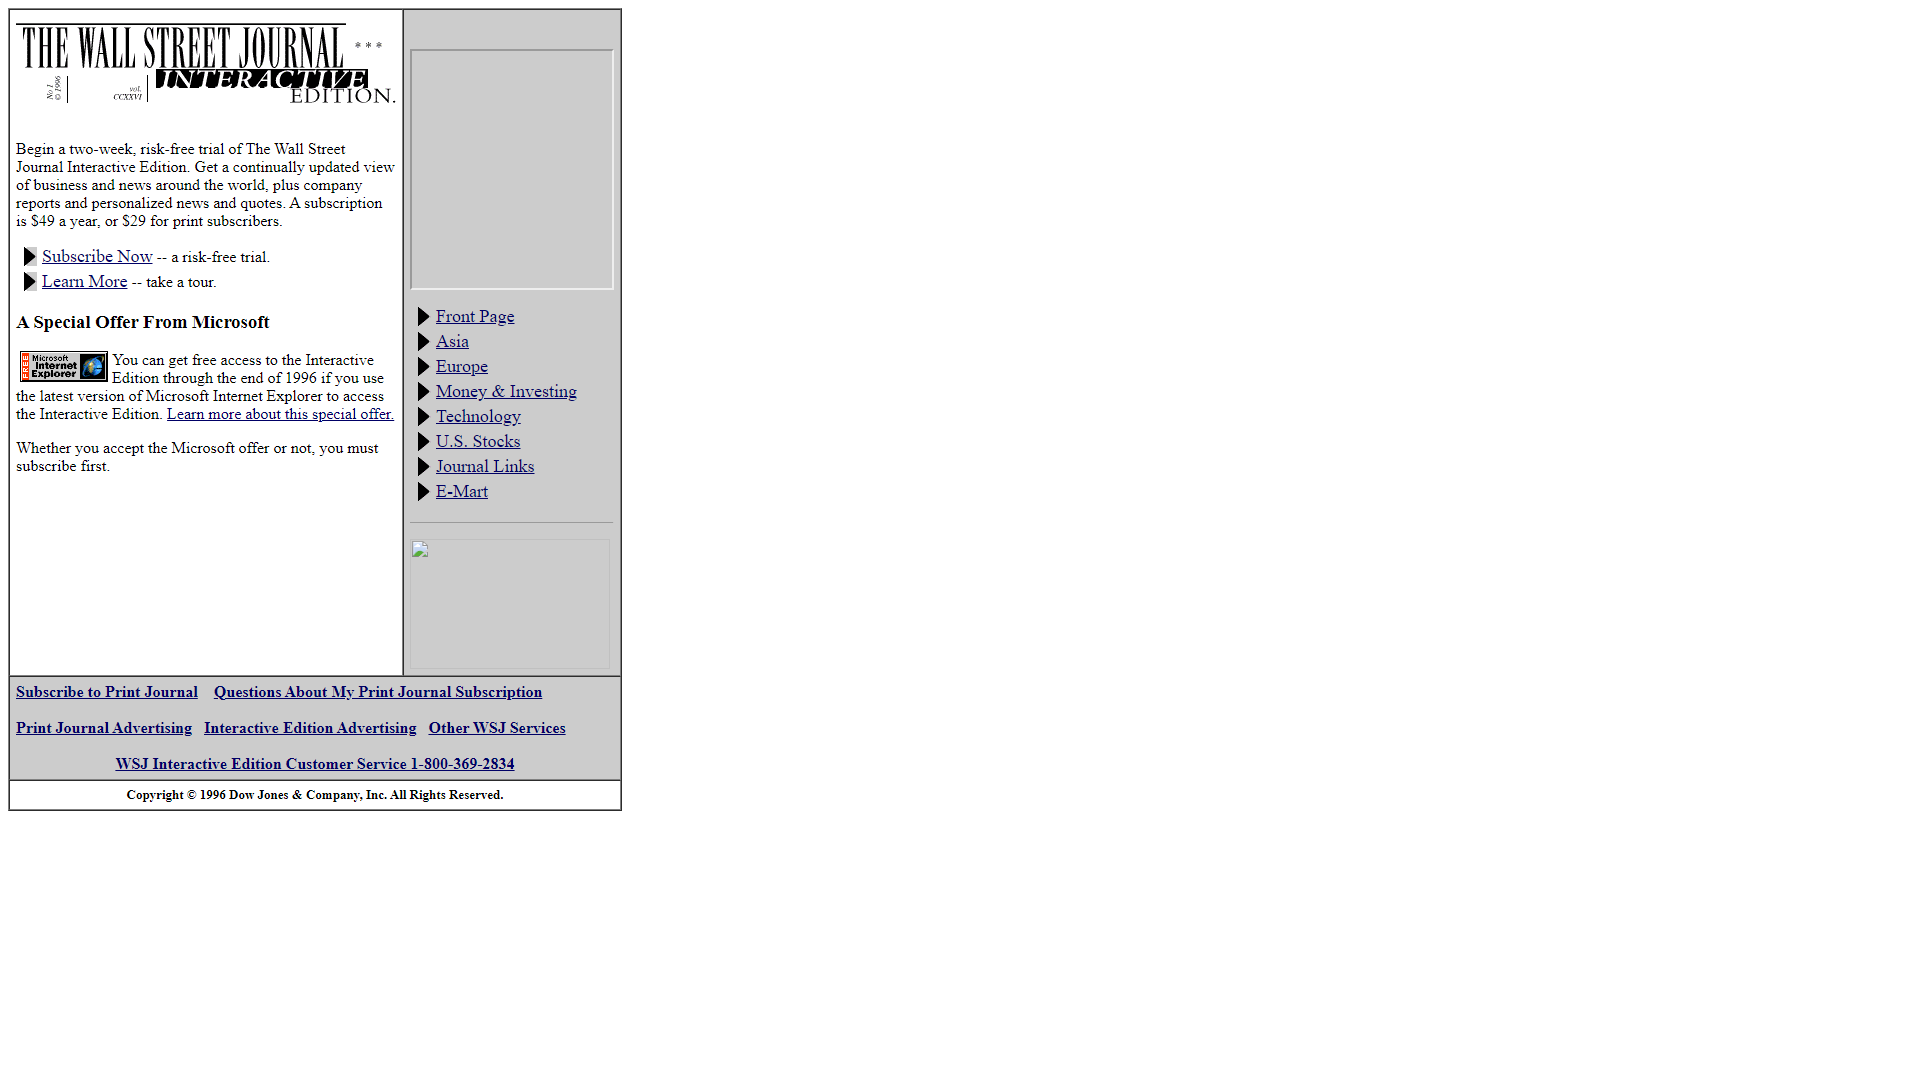 THE WALL STREET JOURNAL * * *
INTERACTIVE
EDITION.
No 1
© 1996
vol.
CCXXVI
Begin a two-week, risk-free trial of The Wall Street
Journal Interactive Edition. Get a continually updated view
of business and news around the world, plus company
reports and personalized news and quotes. A subscription
is $49 a year, or $29 for print subscribers.
Subscribe Now -- a risk-free trial.
Learn More -- take a tour.
A Special Offer From Microsoft
FREE
Microsoft
Internet
Explorer
You can get free access to the Interactive
Edition through the end of 1996 if you use
the latest version of Microsoft Internet Explorer to access
the Interactive Edition. Learn more about this special offer.
Whether you accept the Microsoft offer or not, you must
subscribe first.
Front Page
Asia
Europe
Money & Investing
Technology
U.S. Stocks
Journal Links
E-Mart
Subscribe to Print Journal Questions About My Print Journal Subscription
Print Journal Advertising Interactive Edition Advertising Other WSJ Services
WSJ Interactive Edition Customer Service 1-800-369-2834
Copyright © 1996 Dow Jones & Company, Inc. All Rights Reserved.